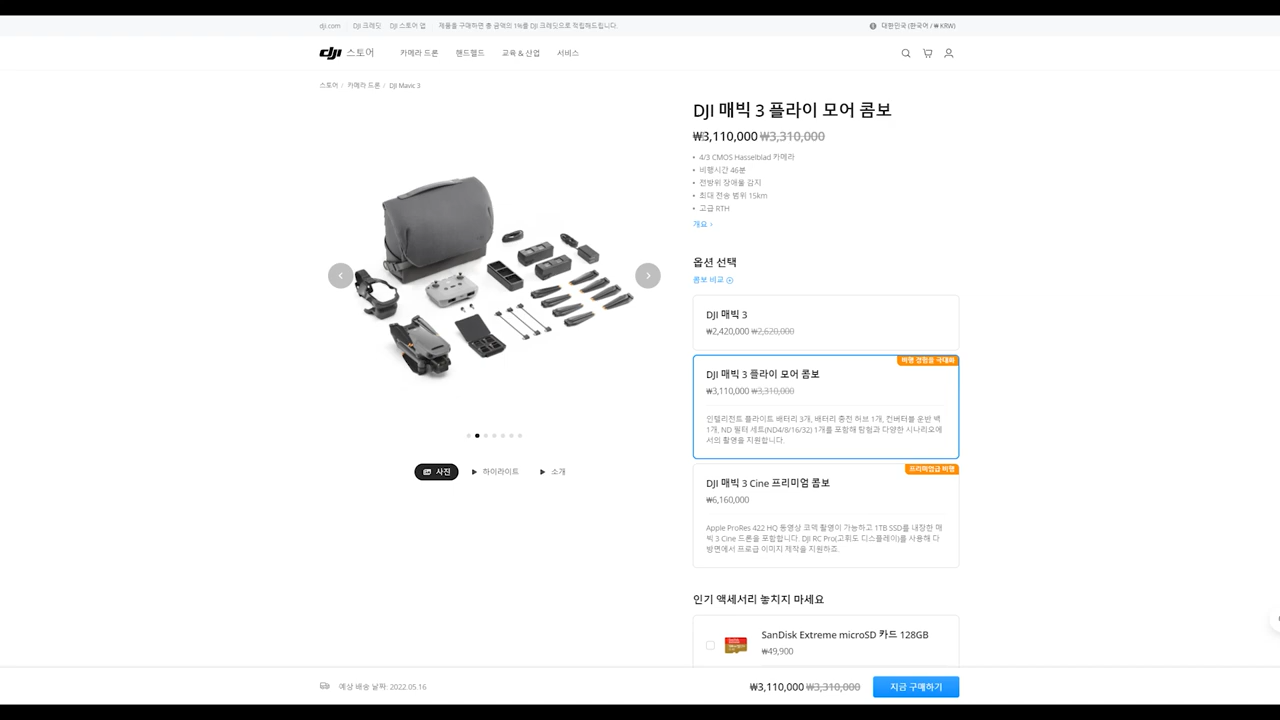 dji.com
DJI 크레딧
DJI 스토어 앱
제품을 구매하면 총 금액의 1%를 DJI 크레딧으로 적립해드립니다.
대한민국 (한국어 / ₩ KRW)
dji 스토어
카메라 드론
핸드헬드
교육 & 산업
서비스
스토어 / 카메라 드론 / DJI Mavic 3
DJI 매빅 3 플라이 모어 콤보
₩3,110,000 ₩3,310,000
• 4/3 CMOS Hasselblad 카메라
• 비행시간 46분
• 전방위 장애물 감지
• 최대 전송 범위 15km
• 고급 RTH
개요 ›
옵션 선택
콤보 비교
DJI 매빅 3
₩2,420,000 ₩2,620,000
비행 경험을 극대화
DJI 매빅 3 플라이 모어 콤보
₩3,110,000 ₩3,310,000
인텔리전트 플라이트 배터리 3개, 배터리 충전 허브 1개, 컨버터블 운반 백
1개, ND 필터 세트(ND4/8/16/32) 1개를 포함해 탐험과 다양한 시나리오에
서의 촬영을 지원합니다.
프리미엄급 비행
DJI 매빅 3 Cine 프리미엄 콤보
₩6,160,000
Apple ProRes 422 HQ 동영상 코덱 촬영이 가능하고 1TB SSD를 내장한 매
빅 3 Cine 드론을 포함합니다. DJI RC Pro(고휘도 디스플레이)를 사용해 다
방면에서 프로급 이미지 제작을 지원하죠.
사진
하이라이트
소개
인기 액세서리 놓치지 마세요
SanDisk Extreme microSD 카드 128GB
₩49,900
예상 배송 날짜: 2022.05.16
₩3,110,000 ₩3,310,000
지금 구매하기